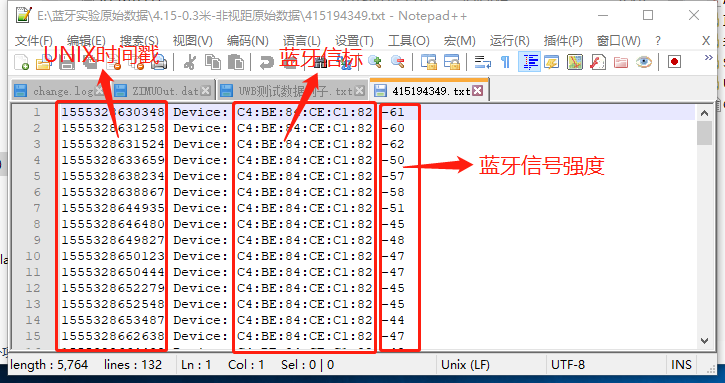 E:\蓝牙实验原始数据\4.15-0.3米-非视距原始数据\415194349.txt - Notepad++
文件(F) 编辑(E) 搜索(S) 视图(V) 编码(N) 语言(L) 设置(T) 工具(O) 宏(M) 运行(R) 插件(P) 窗口(W) ?
UNIX时间戳 蓝牙信标
change.log ZIMUOut.dat UWB测试数据 子.txt 415194349.txt
1 1555328630348 Device: C4:BE:84:CE:C1:82 -61
2 1555328631258 Device: C4:BE:84:CE:C1:82 -60
3 1555328631524 Device: C4:BE:84:CE:C1:82 -62
4 1555328633659 Device: C4:BE:84:CE:C1:82 -50
5 1555328638234 Device: C4:BE:84:CE:C1:82 -57
6 1555328638867 Device: C4:BE:84:CE:C1:82 -58
7 1555328644935 Device: C4:BE:84:CE:C1:82 -51
8 1555328646480 Device: C4:BE:84:CE:C1:82 -45
9 1555328649827 Device: C4:BE:84:CE:C1:82 -48
10 1555328650123 Device: C4:BE:84:CE:C1:82 -47
11 1555328650444 Device: C4:BE:84:CE:C1:82 -47
12 1555328652279 Device: C4:BE:84:CE:C1:82 -45
13 1555328652548 Device: C4:BE:84:CE:C1:82 -45
14 1555328653487 Device: C4:BE:84:CE:C1:82 -44
15 1555328662638 Device: C4:BE:84:CE:C1:82 -47
蓝牙信号强度
length : 5,764 lines : 132 Ln : 1 Col : 1 Sel : 0 | 0 Unix (LF) UTF-8 INS